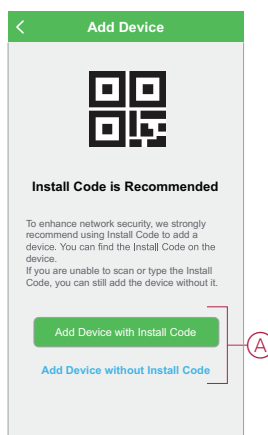 Add Device
Install Code is Recommended
To enhance network security, we strongly
recommend using Install Code to add a
device. You can find the Install Code on the
device.
If you are unable to scan or type the Install
Code, you can still add the device without it.
Add Device with Install Code
A
Add Device without Install Code